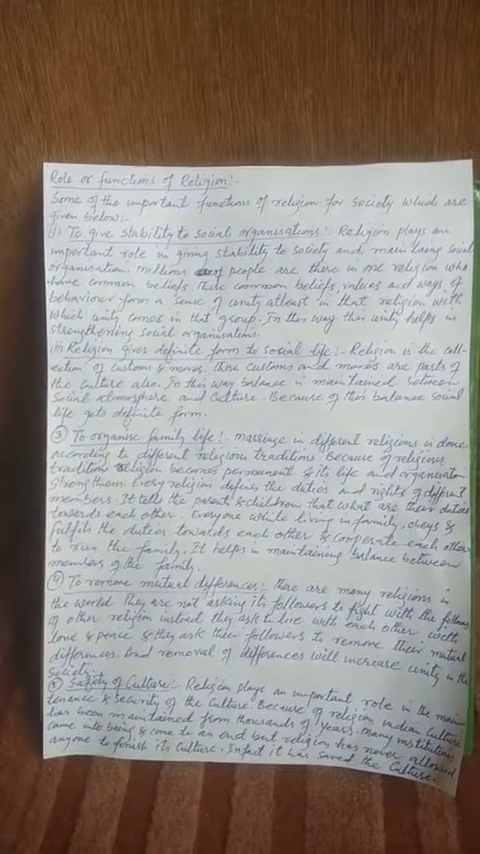 Role or functions of Religion:-
Some of the important functions of religion for society which are
given below:-
(i) To give stability to social organisations:- Religion plays an
important role in giving stability to society and maintaing social
organisation. Millions of people are there in one religion who
have common beliefs These common beliefs, values and ways of
behaviour form a sense of unity atleast in that religion with
which unity comes in that group. In this way this unity helps in
strengthening social organisations.
(ii) Religion gives definite form to social life:- Religion is the coll-
ection of customs & mores. These customs and mores are parts of
the culture also. In this way balance is maintained between
Social atmosphere and Culture. Because of this balance social
life gets definite form.
③ To organise family life:- marriage in different religions is done
according to different religious traditions. Because of religious
tradition religion becomes permanent & its life and organisation
Strengthens. Every religion defines the duties and rights of different
members. It tells the parent & children that what are their duties
towards each other. Everyone while living in family, obeys &
fulfils the duties towards each other & cooperate each other
to run the family. It helps in maintaining balance between
members of the family.
④ To remove mutual differences:- There are many religions in
the world They are not asking its followers to fight with the follows
of other religion instead they ask to live with each other with
love & peace & they ask their followers to remove their mutual
differences. And removal of differences will increase unity in the
Society.
⑤ Safety of Culture:- Religion plays an important role in the main-
tenance & security of the Culture. Because of religion indian Culture
has been maintained from thousands of years. Many institutions
came into being & come to an end but religion has never allowed
anyone to finish its Culture. Infact it has saved the Culture.